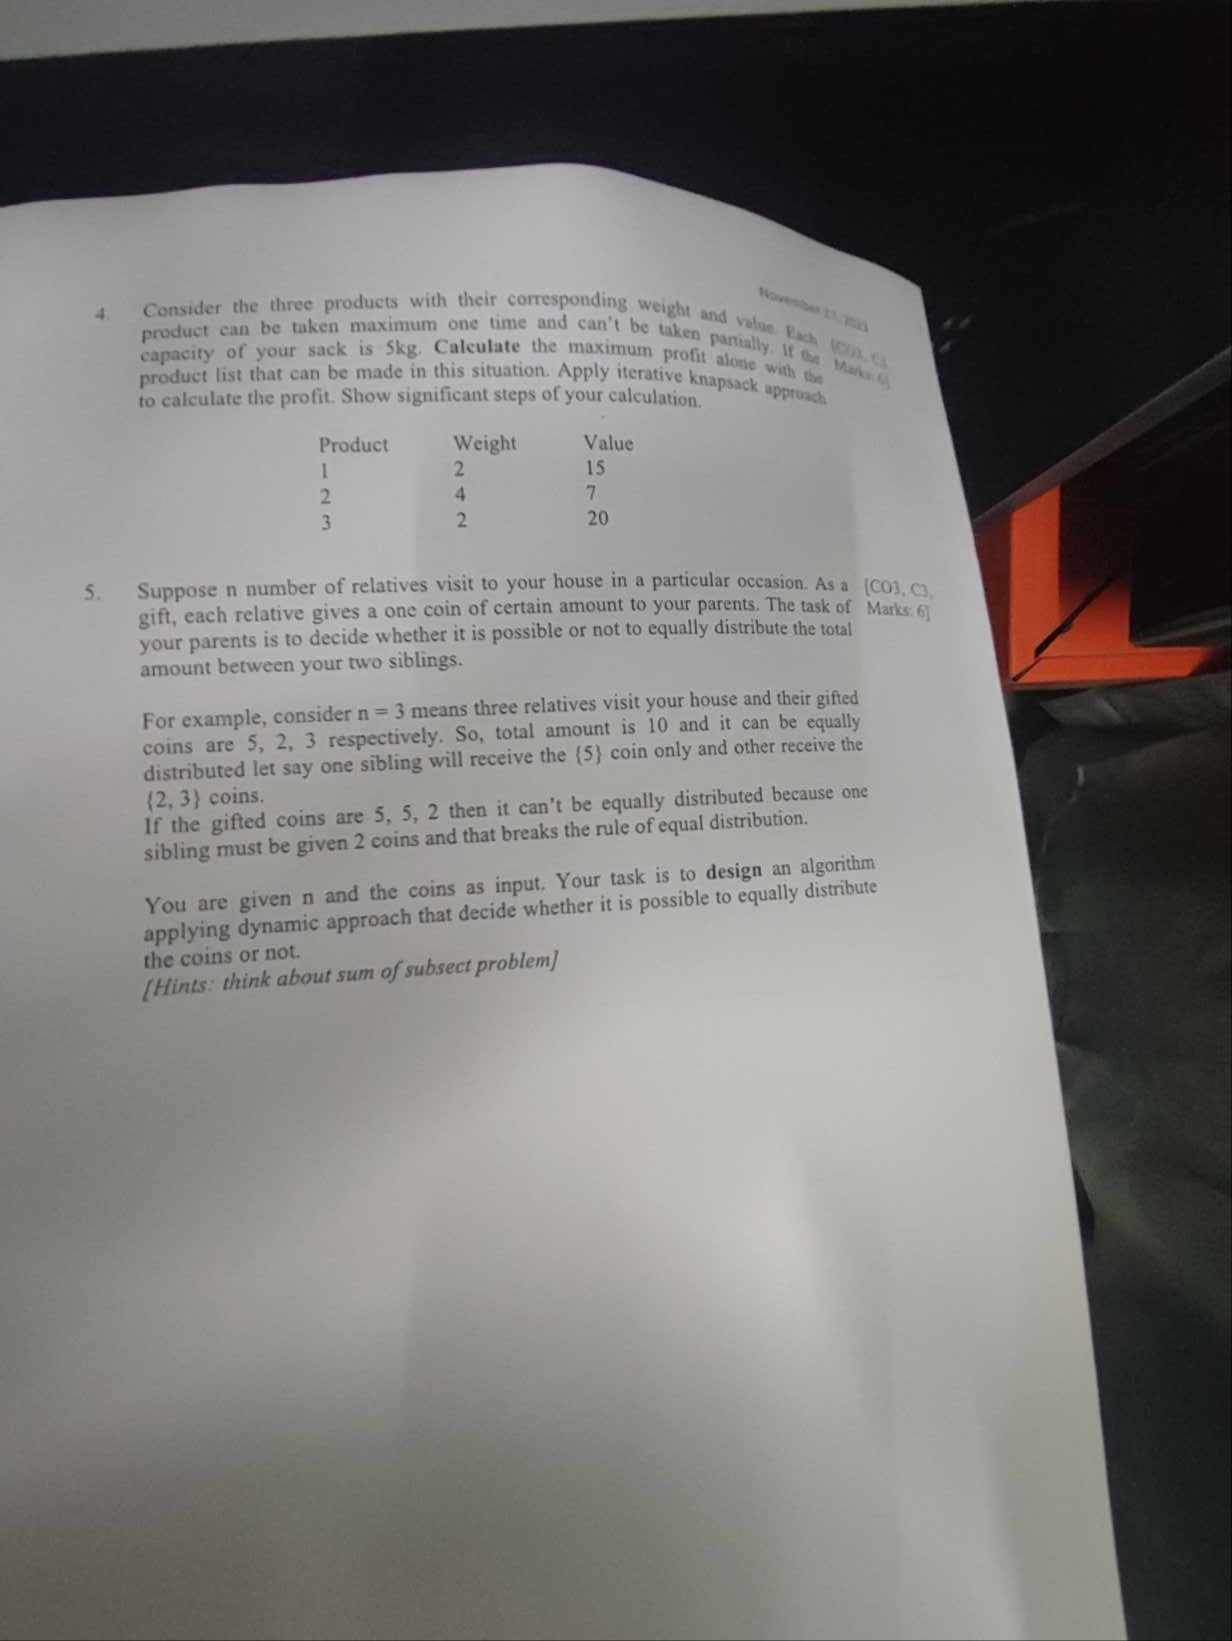 November 23, 2023
4. Consider the three products with their corresponding weight and value. Each [CO3, C3,
product can be taken maximum one time and can't be taken partially. If the Marks: 6]
capacity of your sack is 5kg. Calculate the maximum profit alone with the
product list that can be made in this situation. Apply iterative knapsack approach
to calculate the profit. Show significant steps of your calculation.
Product Weight Value
1 2 15
2 4 7
3 2 20
5. Suppose n number of relatives visit to your house in a particular occasion. As a [CO3, C3,
gift, each relative gives a one coin of certain amount to your parents. The task of Marks: 6]
your parents is to decide whether it is possible or not to equally distribute the total
amount between your two siblings.
For example, consider n = 3 means three relatives visit your house and their gifted
coins are 5, 2, 3 respectively. So, total amount is 10 and it can be equally
distributed let say one sibling will receive the {5} coin only and other receive the
{2, 3} coins.
If the gifted coins are 5, 5, 2 then it can't be equally distributed because one
sibling must be given 2 coins and that breaks the rule of equal distribution.
You are given n and the coins as input. Your task is to design an algorithm
applying dynamic approach that decide whether it is possible to equally distribute
the coins or not.
[Hints: think about sum of subsect problem]